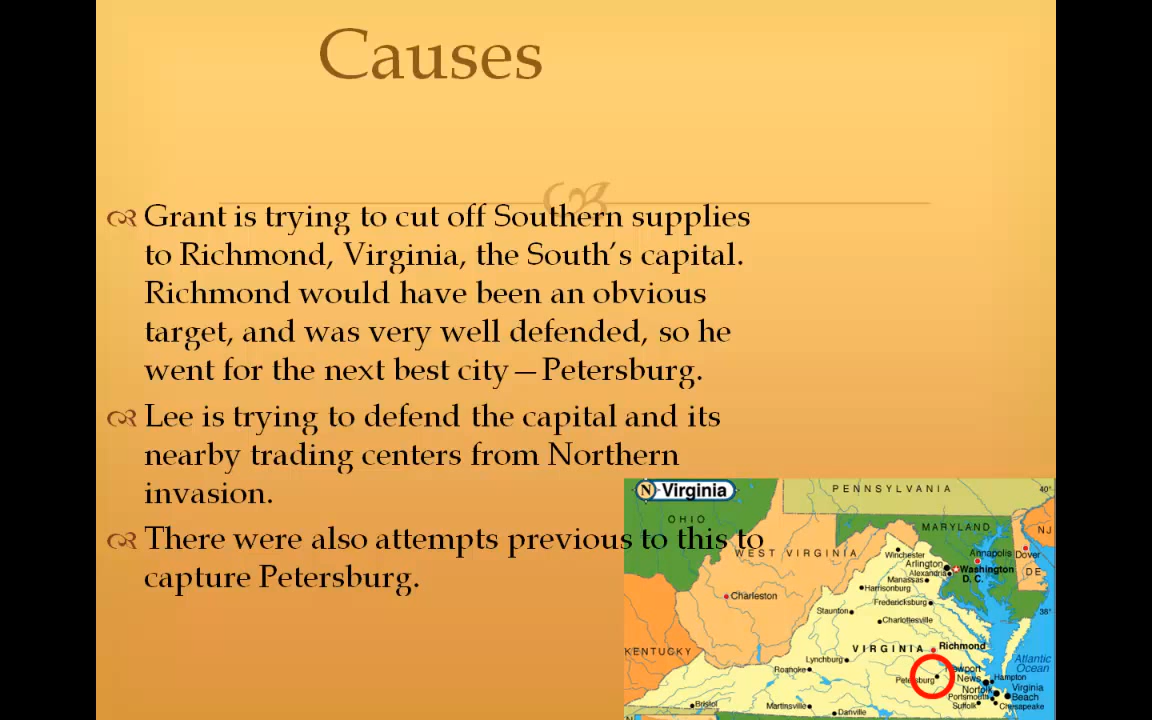 Causes
Grant is trying to cut off Southern supplies
to Richmond, Virginia, the South's capital.
Richmond would have been an obvious
target, and was very well defended, so he
went for the next best city—Petersburg.
Lee is trying to defend the capital and its
nearby trading centers from Northern
invasion.
There were also attempts previous to this to
capture Petersburg.
N Virginia
PENNSYLVANIA
40°
OHIO
MARYLAND
NJ
WEST VIRGINIA
Winchester
Annapolis
Dover
Arlington
Alexandria
Washington
D. C.
DE
Manassas
Harrisonburg
Charleston
Fredericksburg
38°
Staunton
Charlottesville
VIRGINIA
Richmond
KENTUCKY
Lynchburg
Atlantic
Ocean
Roanoke
Petersburg
Newport
News
Hampton
Norfolk
Virginia
Beach
Portsmouth
Suffolk
Chesapeake
Bristol
Martinsville
Danville